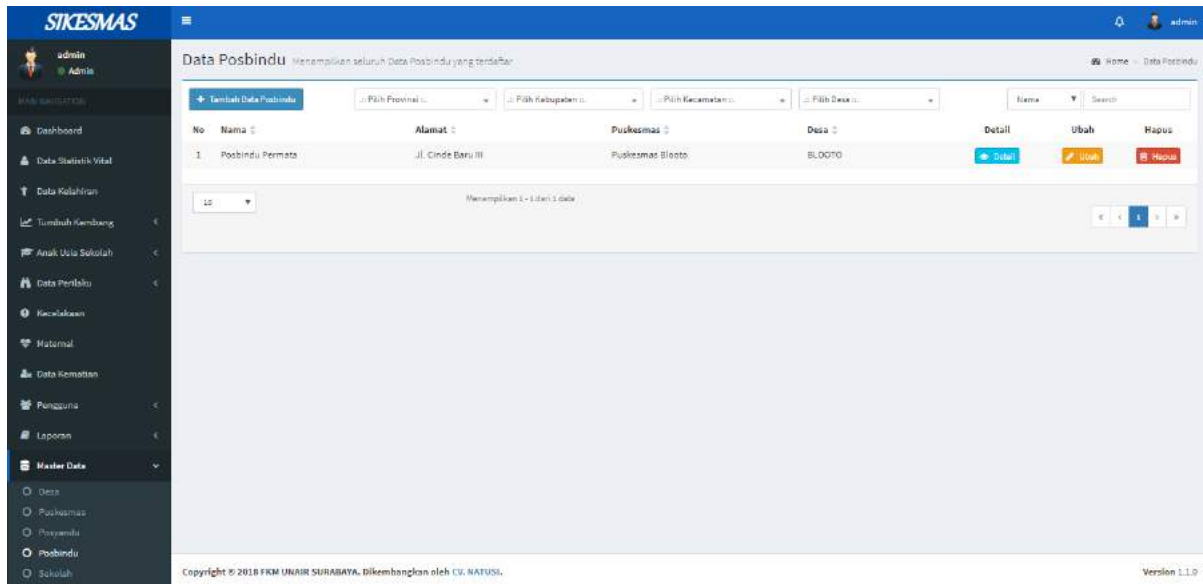 SIKESMAS
admin
admin
Admin
Data Posbindu Menampilkan seluruh Data Posbindu yang terdaftar
Home Data Posbindu
MAIN NAVIGATION
+ Tambah Data Posbindu
.:: Pilih Provinsi ::.
.:: Pilih Kabupaten ::.
.:: Pilih Kecamatan ::.
.:: Pilih Desa ::.
Nama
Search
No Nama Alamat Puskesmas Desa Detail Ubah Hapus
1 Posbindu Permata Jl. Cinde Baru III Puskesmas Blooto BLOOTO Detail Ubah Hapus
10
Menampilkan 1 - 1 dari 1 data
« ‹ 1 › »
Dashboard
Data Statistik Vital
Data Kelahiran
Tumbuh Kembang
Anak Usia Sekolah
Data Perilaku
Kecelakaan
Maternal
Data Kematian
Pengguna
Laporan
Master Data
Desa
Puskesmas
Posyandu
Posbindu
Sekolah
Copyright © 2018 FKM UNAIR SURABAYA. Dikembangkan oleh CV. NATUSI.
Version 1.1.0